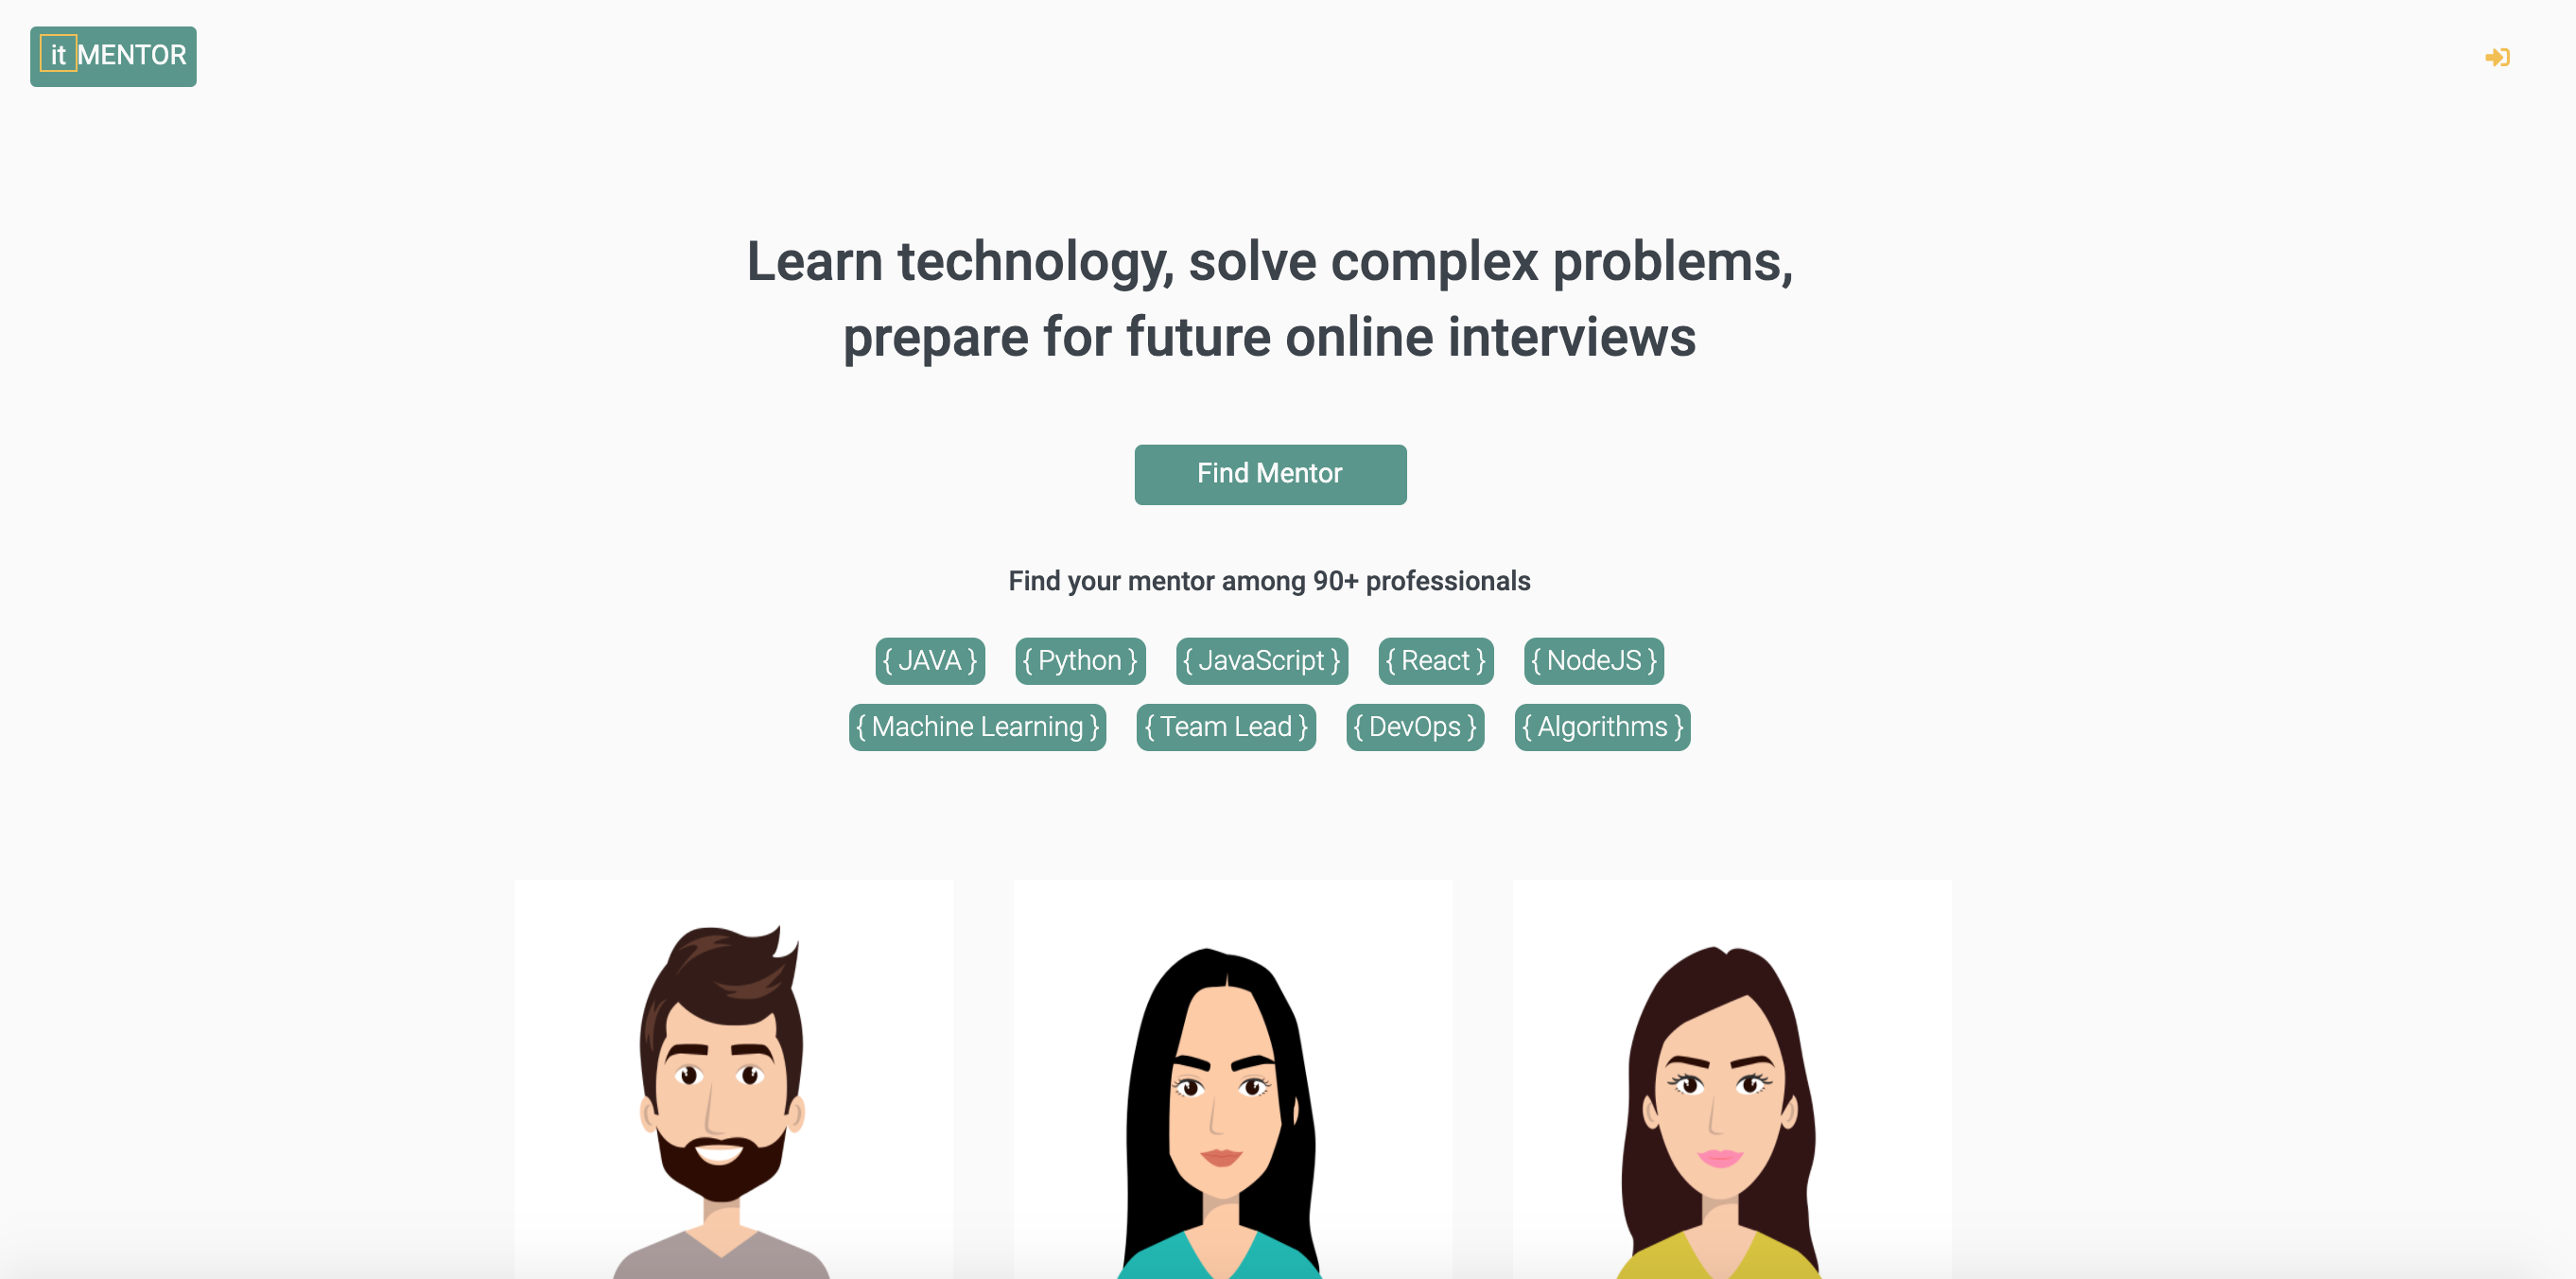 it MENTOR
Learn technology, solve complex problems,
prepare for future online interviews
Find Mentor
Find your mentor among 90+ professionals
{ JAVA } { Python } { JavaScript } { React } { NodeJS }
{ Machine Learning } { Team Lead } { DevOps } { Algorithms }